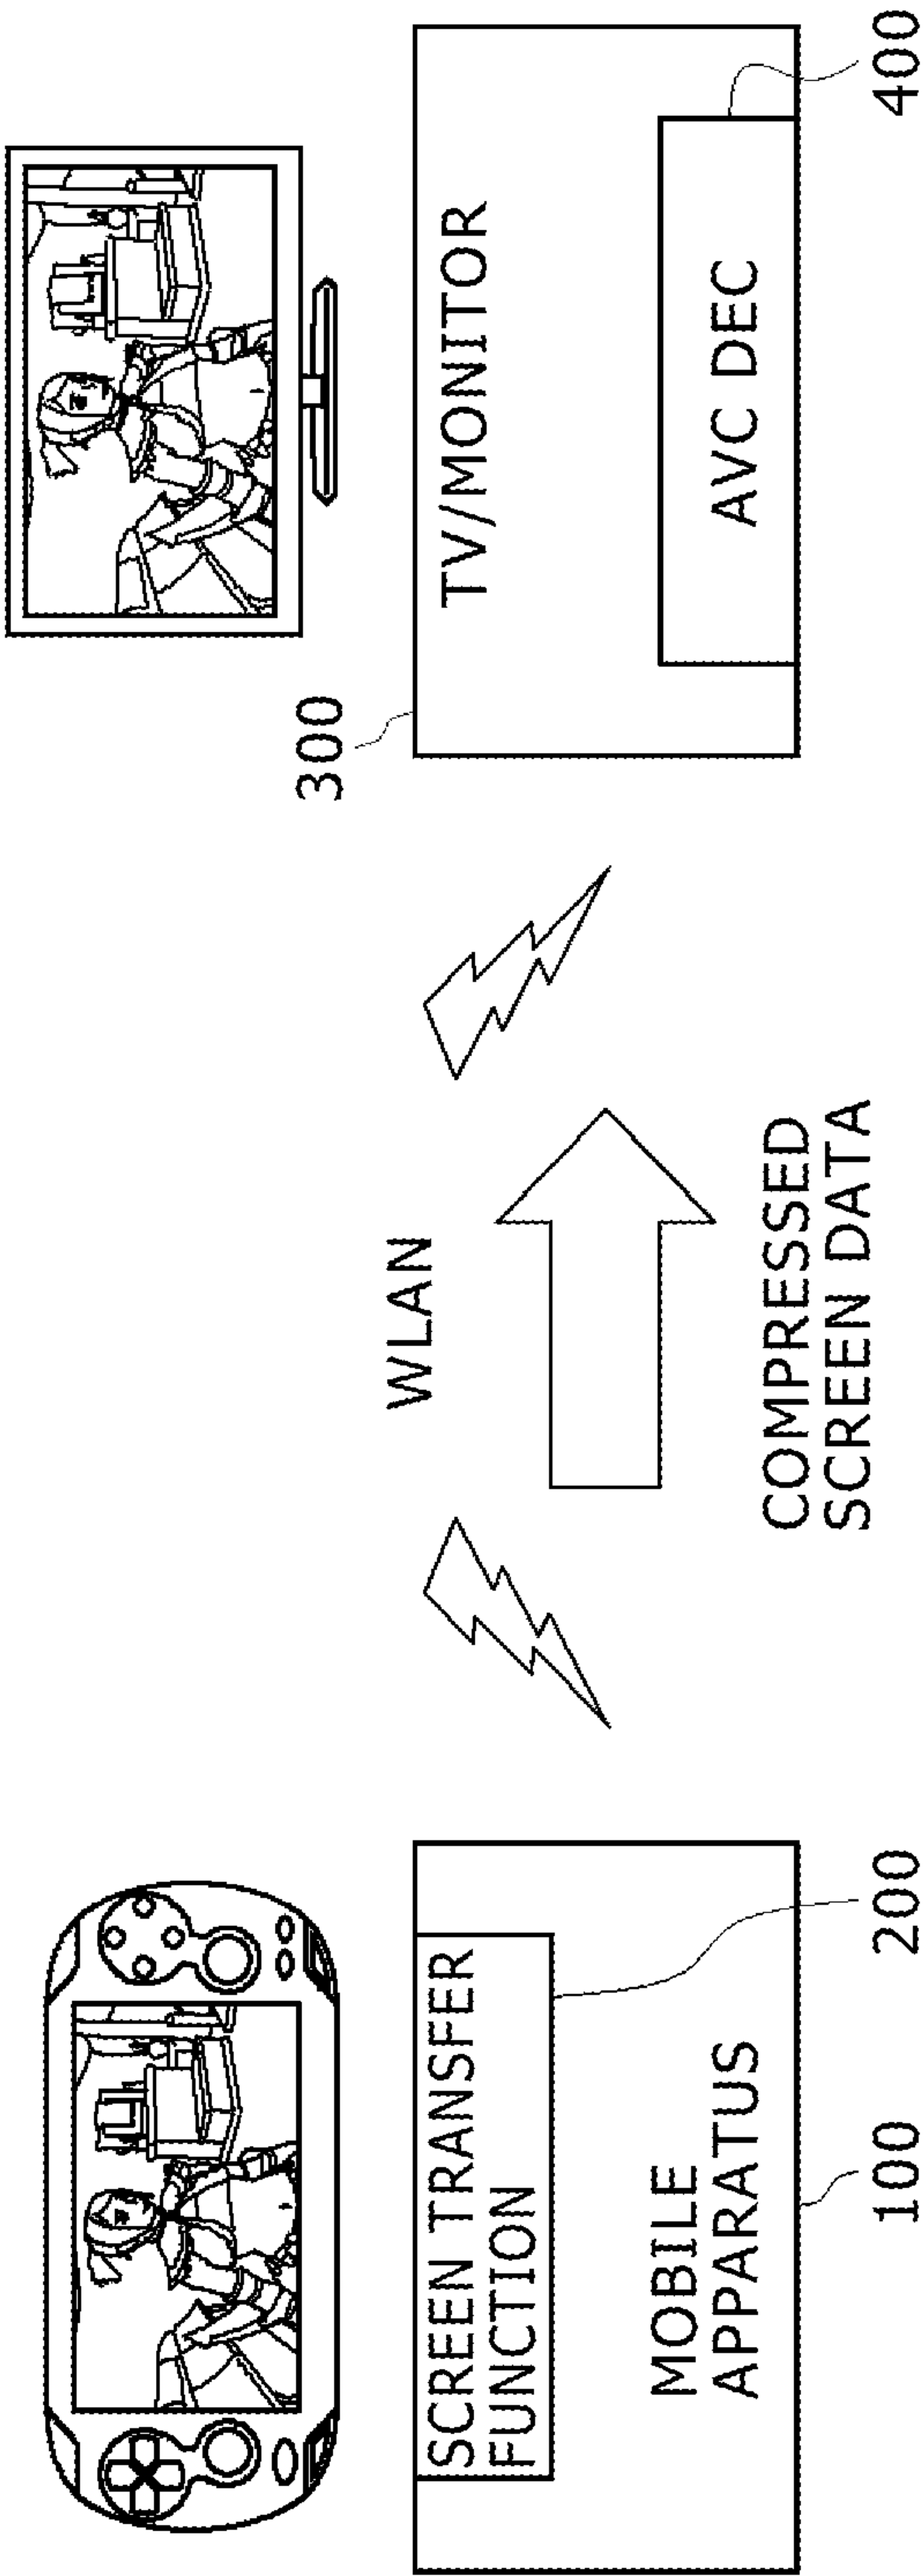 SCREEN TRANSFER
FUNCTION
MOBILE
APPARATUS
100
200
WLAN
COMPRESSED
SCREEN DATA
300
TV/MONITOR
AVC DEC
400